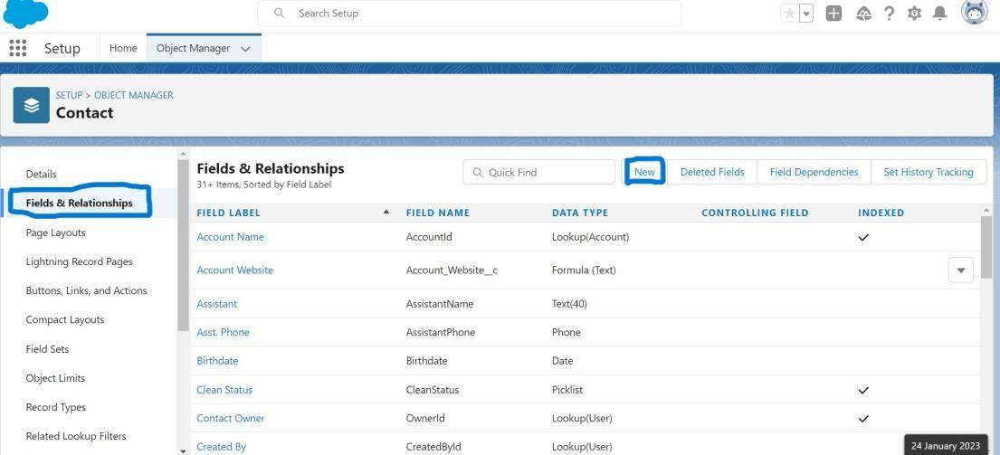 Search Setup
Setup
Home
Object Manager
SETUP > OBJECT MANAGER
Contact
Details
Fields & Relationships
Page Layouts
Lightning Record Pages
Buttons, Links, and Actions
Compact Layouts
Field Sets
Object Limits
Record Types
Related Lookup Filters
Fields & Relationships
31+ Items, Sorted by Field Label
Quick Find
New
Deleted Fields
Field Dependencies
Set History Tracking
FIELD LABEL FIELD NAME DATA TYPE CONTROLLING FIELD INDEXED
Account Name AccountId Lookup(Account)
Account Website Account_Website__c Formula (Text)
Assistant AssistantName Text(40)
Asst. Phone AssistantPhone Phone
Birthdate Birthdate Date
Clean Status CleanStatus Picklist
Contact Owner OwnerId Lookup(User)
Created By CreatedById Lookup(User)
24 January 2023